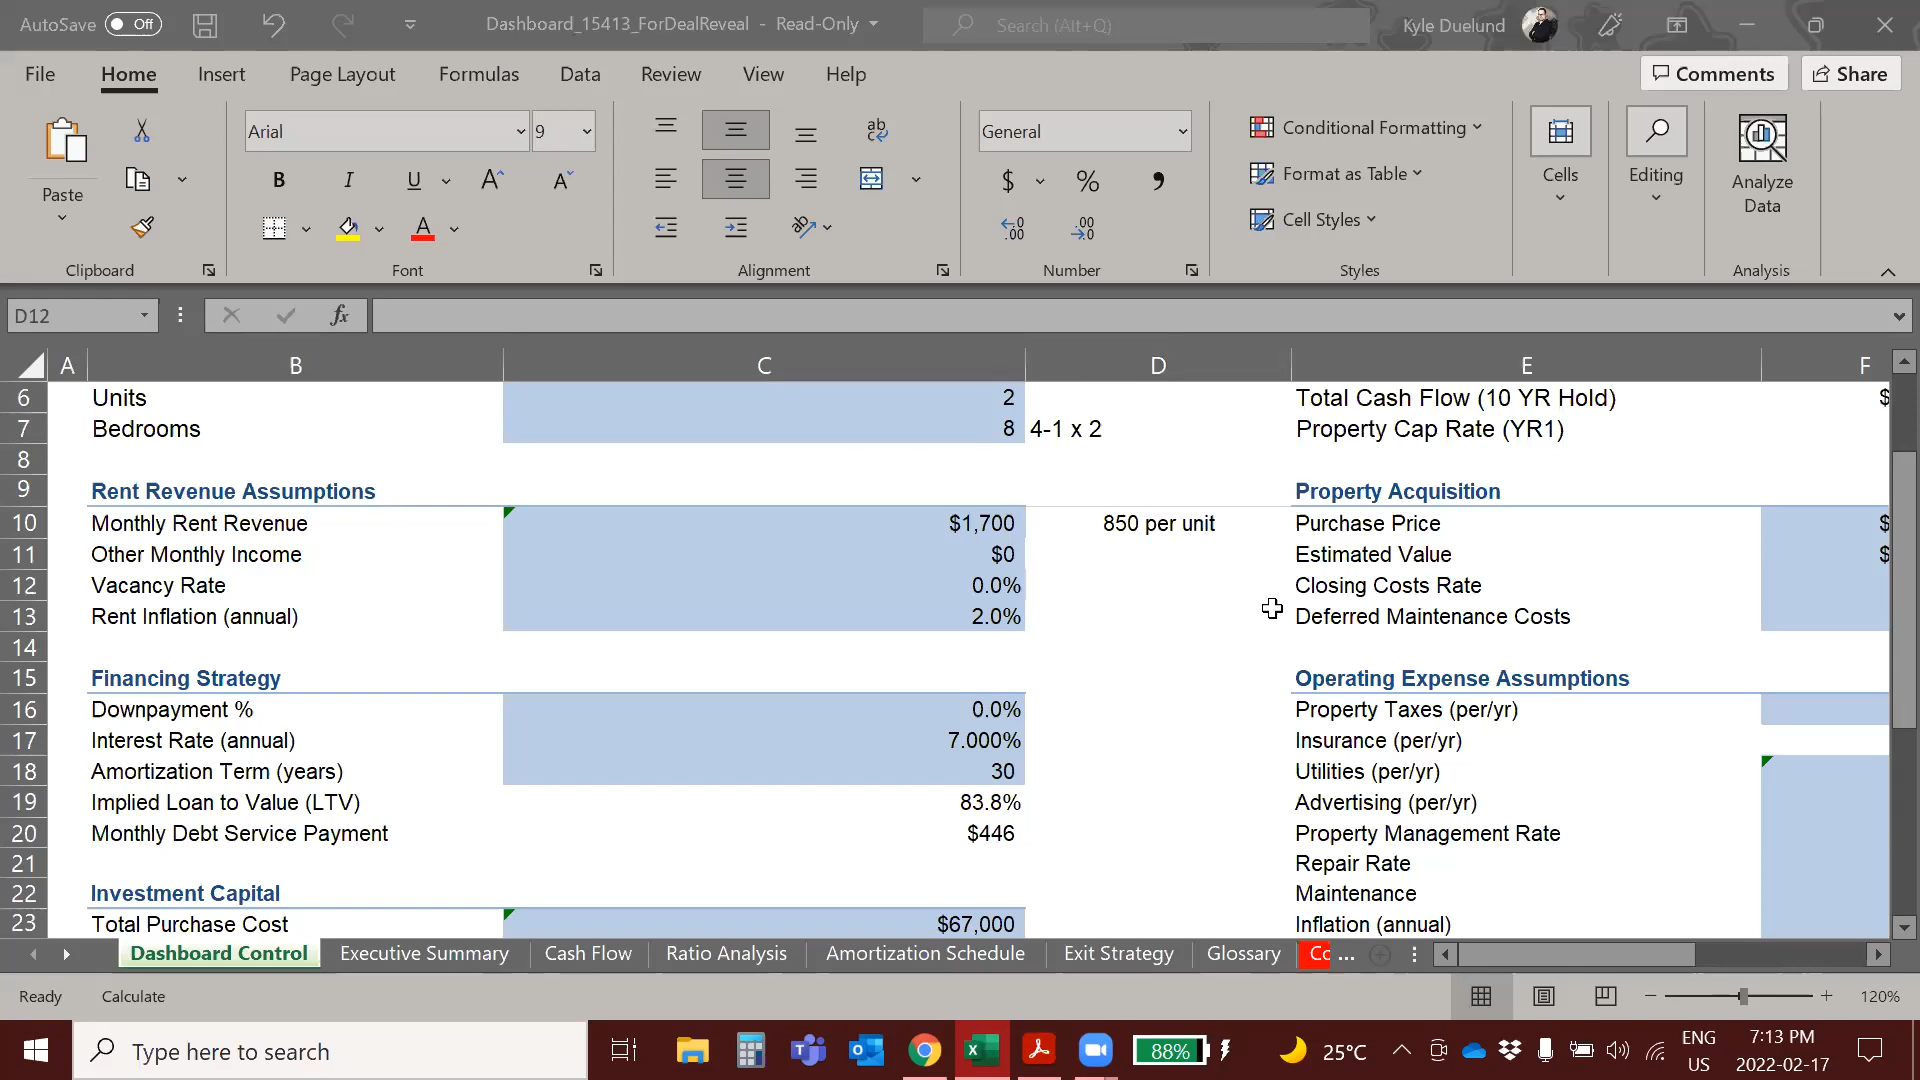 AutoSave Off Dashboard_15413_ForDealReveal - Read-Only Search (Alt+Q) Kyle Duelund
File Home Insert Page Layout Formulas Data Review View Help Comments Share
Paste
Arial 9
B I U A A
A
ab
General
$ % ,
.00
.00
Conditional Formatting
Format as Table
Cell Styles
Cells
Editing
Analyze Data
Clipboard Font Alignment Number Styles Analysis
D12 fx
A B C D E F
6 Units 2 Total Cash Flow (10 YR Hold) $
7 Bedrooms 8 4-1 x 2 Property Cap Rate (YR1)
8
9 Rent Revenue Assumptions Property Acquisition
10 Monthly Rent Revenue $1,700 850 per unit Purchase Price $
11 Other Monthly Income $0 Estimated Value $
12 Vacancy Rate 0.0% Closing Costs Rate
13 Rent Inflation (annual) 2.0% Deferred Maintenance Costs
14
15 Financing Strategy Operating Expense Assumptions
16 Downpayment % 0.0% Property Taxes (per/yr)
17 Interest Rate (annual) 7.000% Insurance (per/yr)
18 Amortization Term (years) 30 Utilities (per/yr)
19 Implied Loan to Value (LTV) 83.8% Advertising (per/yr)
20 Monthly Debt Service Payment $446 Property Management Rate
21 Repair Rate
22 Investment Capital Maintenance
23 Total Purchase Cost $67,000 Inflation (annual)
Dashboard Control Executive Summary Cash Flow Ratio Analysis Amortization Schedule Exit Strategy Glossary Co ...
Ready Calculate 120%
Type here to search 88% 25°C ENG US 7:13 PM 2022-02-17